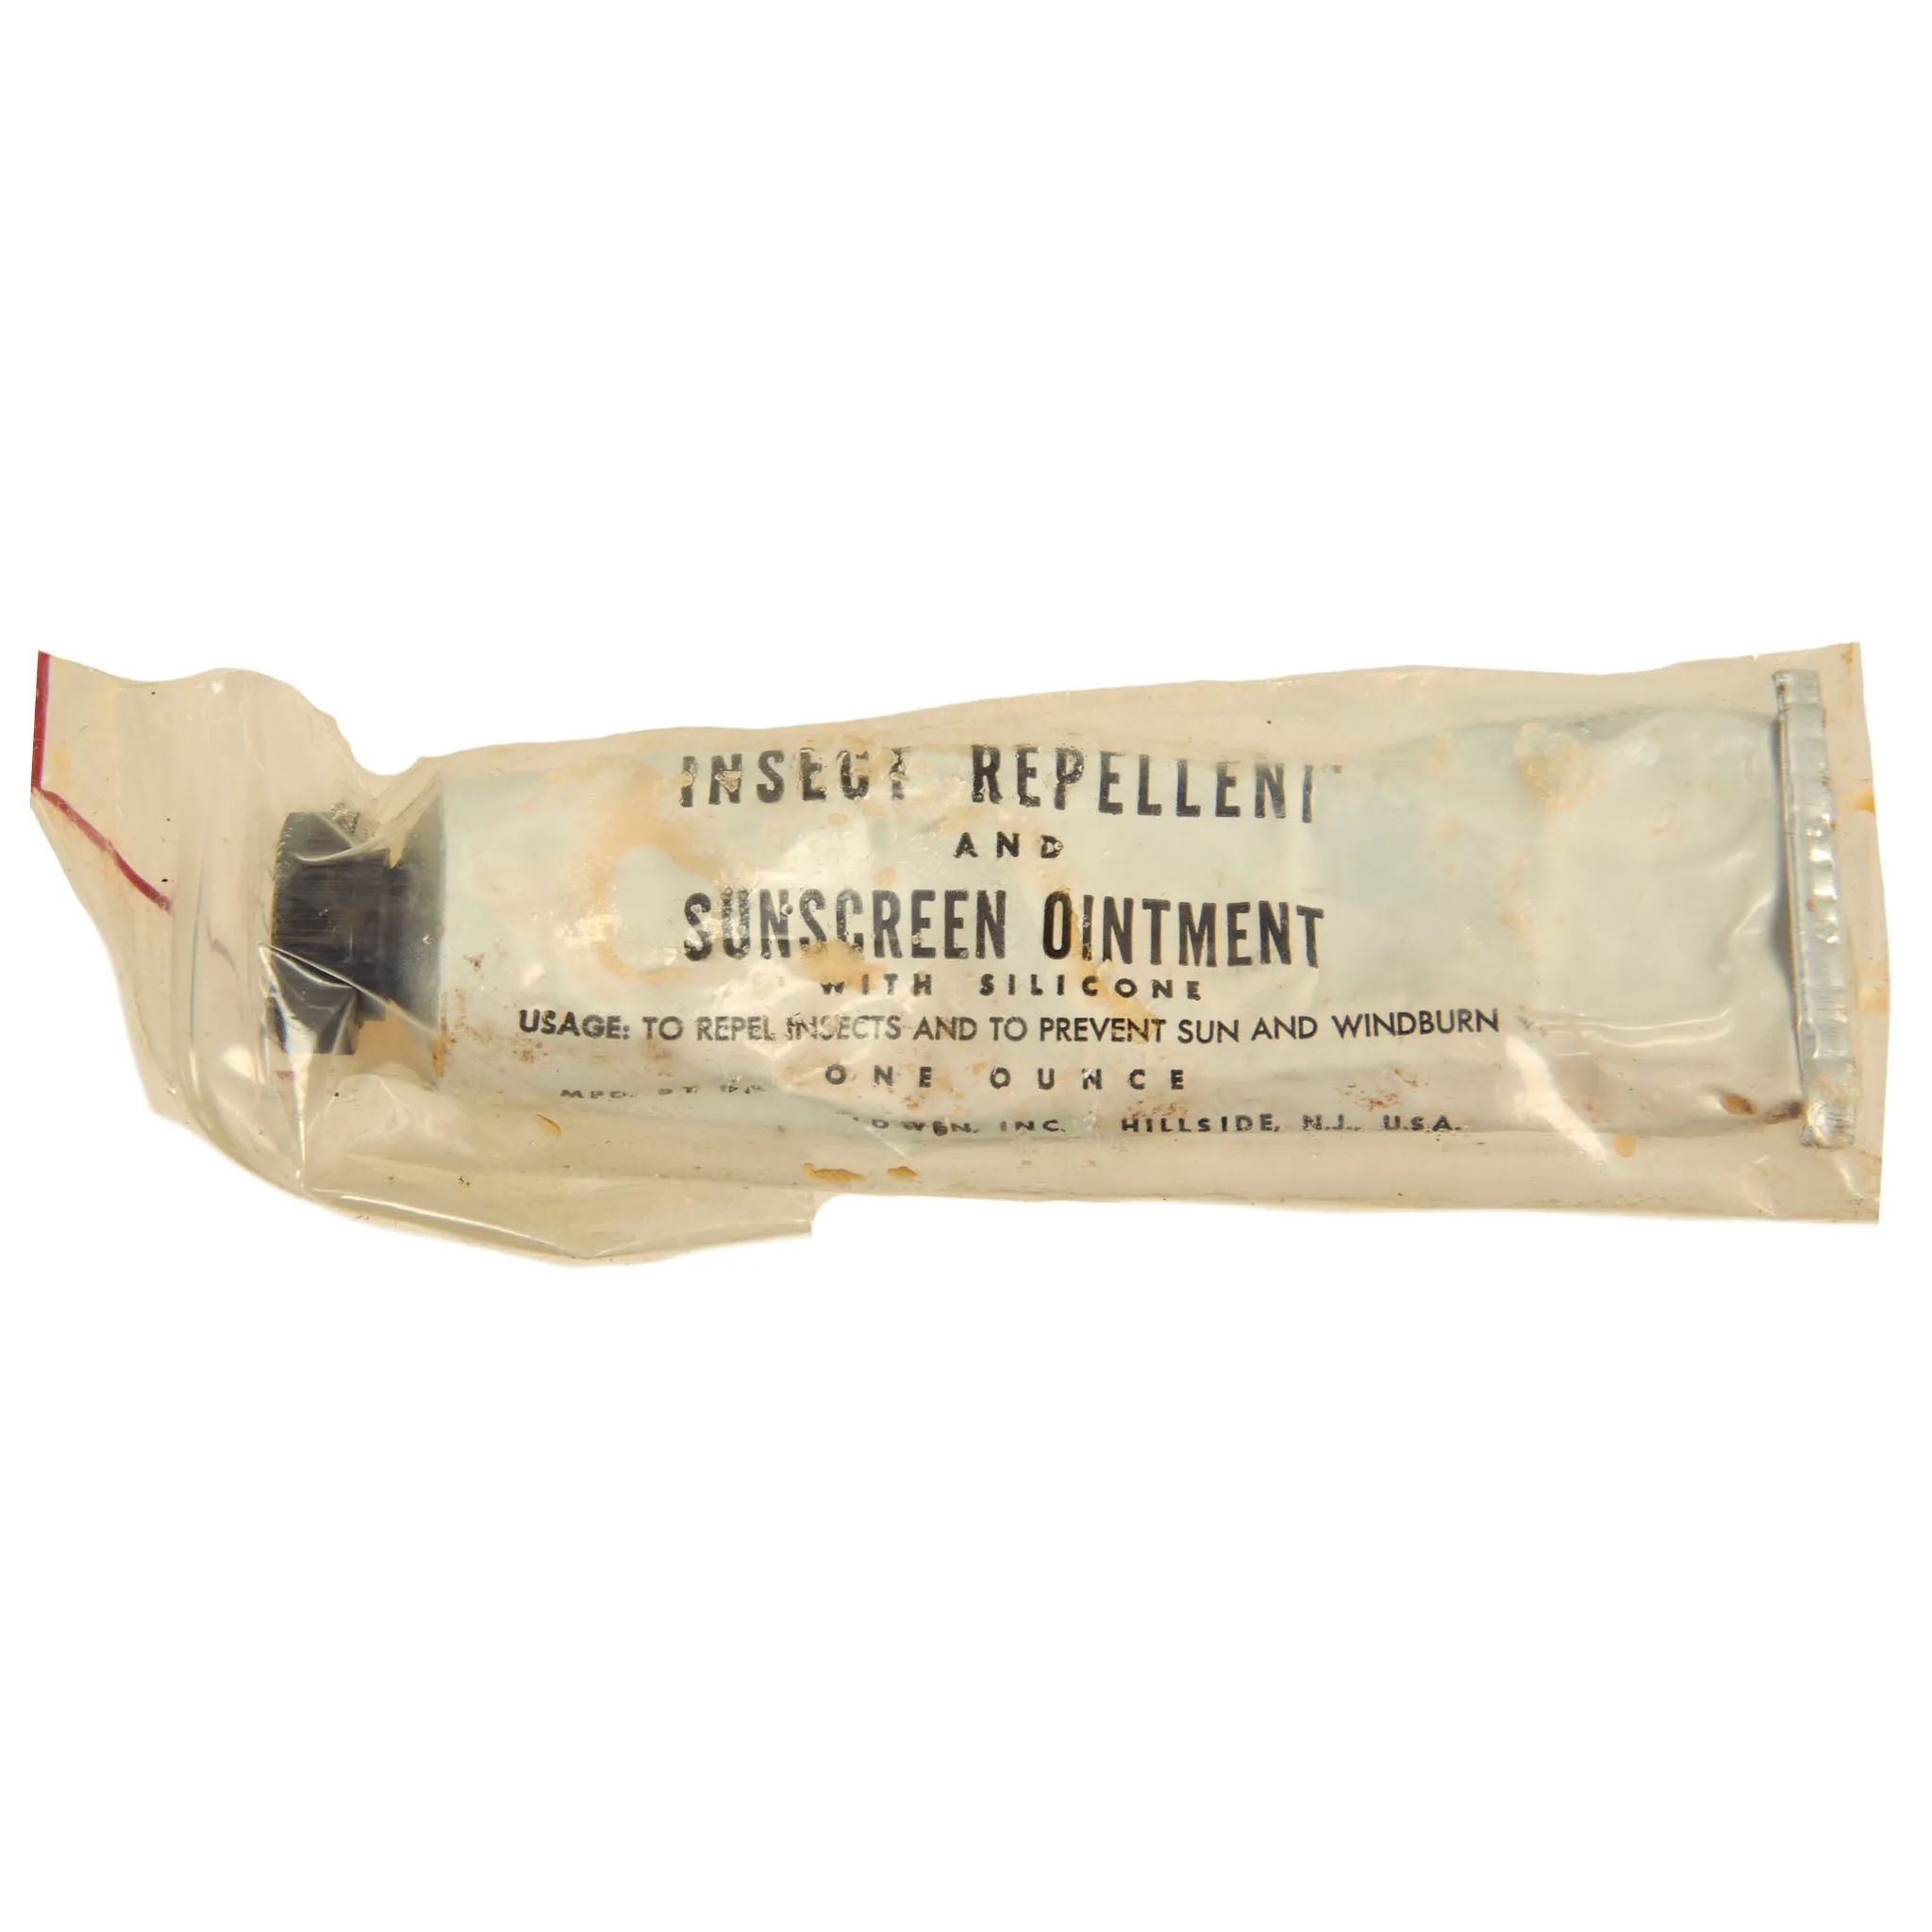 INSECT REPELLENT
AND
SUNSCREEN OINTMENT
WITH SILICONE
USAGE: TO REPEL INSECTS AND TO PREVENT SUN AND WINDBURN
ONE OUNCE
INC. HILLSIDE, N.J., U.S.A.